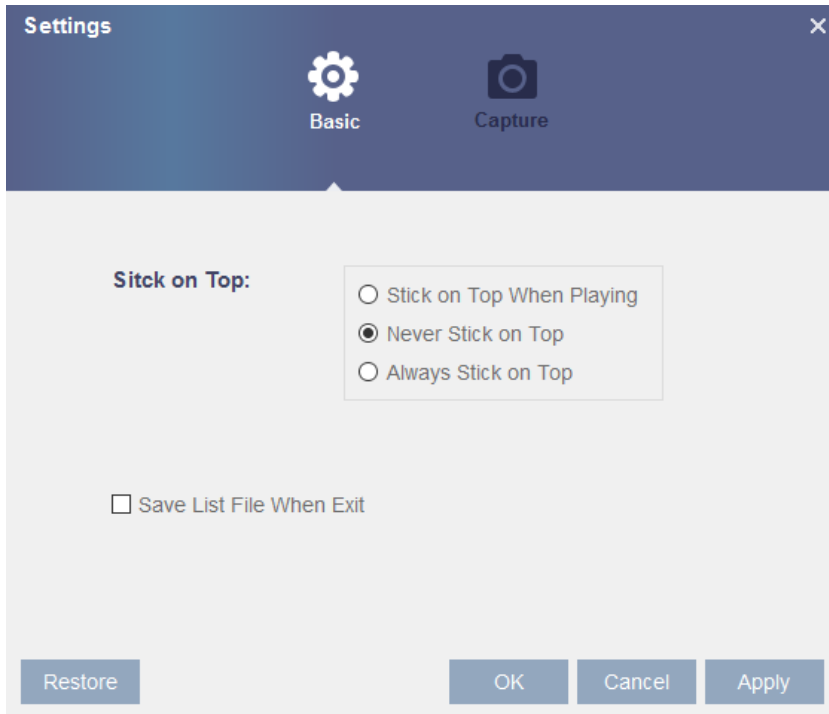 Settings
Basic
Capture
Sitck on Top:
Stick on Top When Playing
Never Stick on Top
Always Stick on Top
Save List File When Exit
Restore
OK
Cancel
Apply